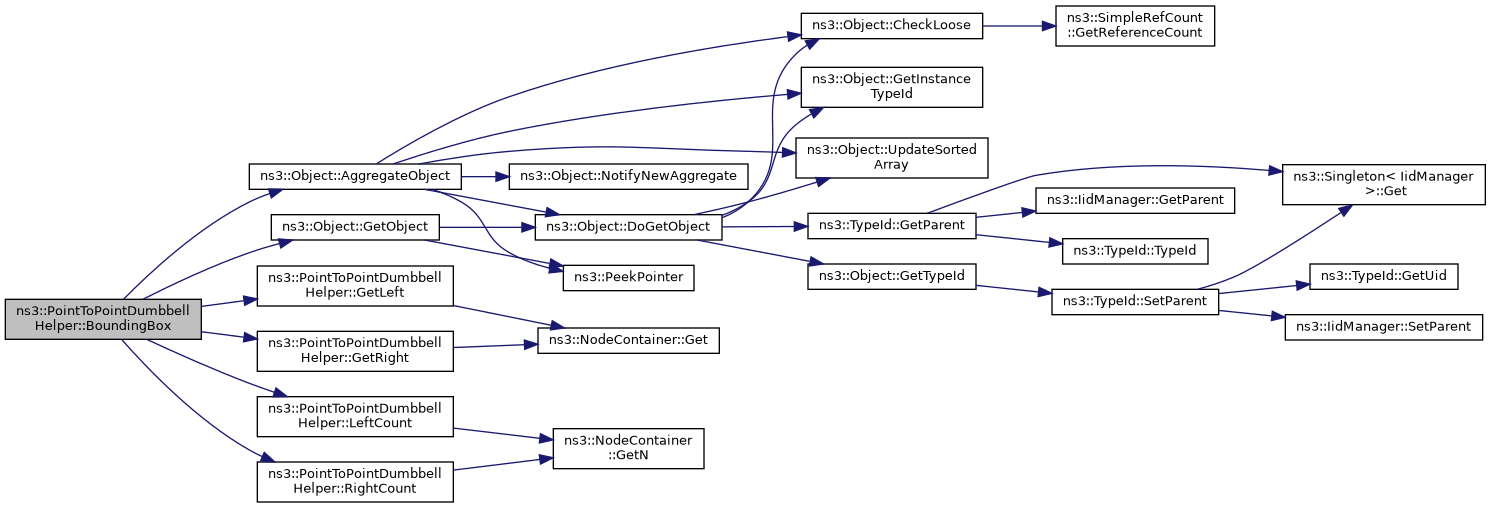 ns3::PointToPointDumbbell
Helper::BoundingBox
ns3::Object::AggregateObject
ns3::Object::GetObject
ns3::PointToPointDumbbell
Helper::GetLeft
ns3::PointToPointDumbbell
Helper::GetRight
ns3::PointToPointDumbbell
Helper::LeftCount
ns3::PointToPointDumbbell
Helper::RightCount
ns3::Object::NotifyNewAggregate
ns3::Object::DoGetObject
ns3::PeekPointer
ns3::NodeContainer::Get
ns3::NodeContainer
::GetN
ns3::Object::CheckLoose
ns3::Object::GetInstance
TypeId
ns3::Object::UpdateSorted
Array
ns3::TypeId::GetParent
ns3::Object::GetTypeId
ns3::SimpleRefCount
::GetReferenceCount
ns3::IidManager::GetParent
ns3::TypeId::TypeId
ns3::TypeId::SetParent
ns3::Singleton< IidManager
>::Get
ns3::TypeId::GetUid
ns3::IidManager::SetParent